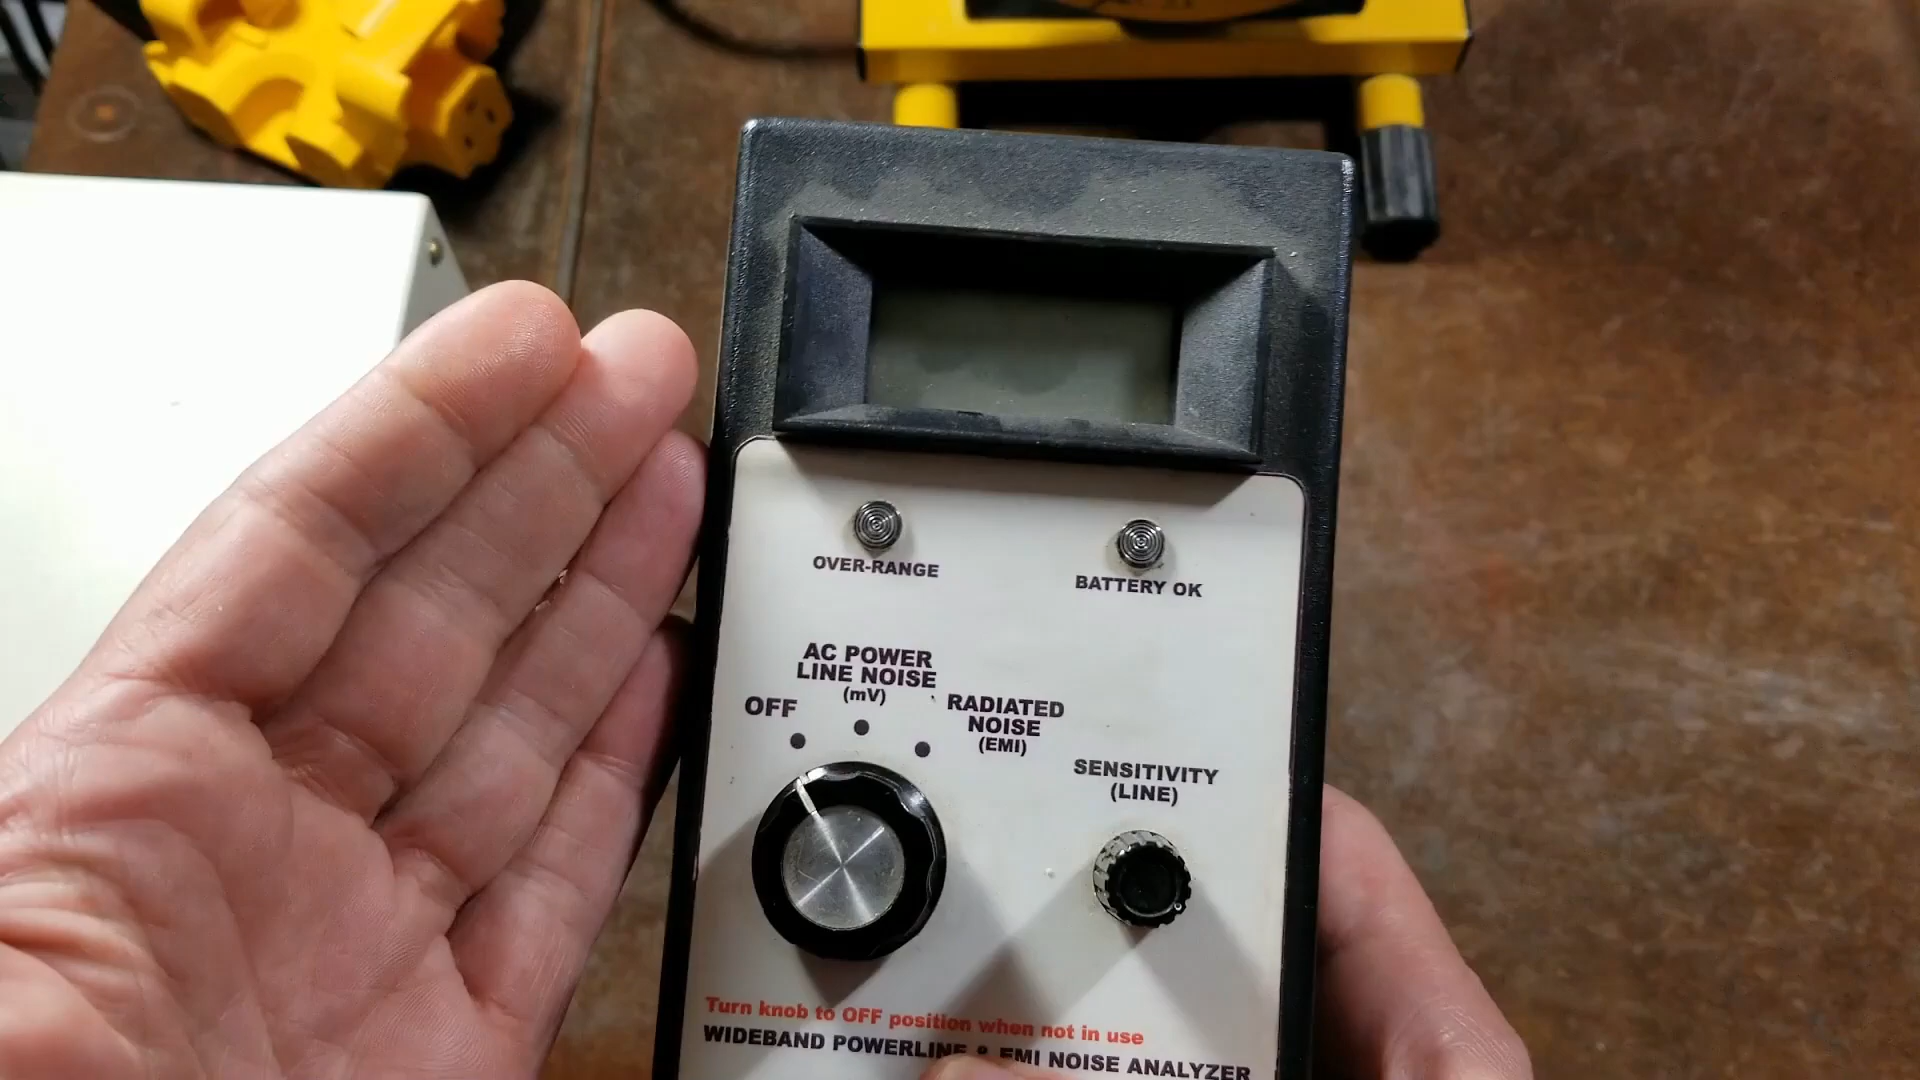 OVER-RANGE
BATTERY OK
AC POWER
LINE NOISE
(mV)
OFF
RADIATED
NOISE
(EMI)
SENSITIVITY
(LINE)
Turn knob to OFF position when not in use
WIDEBAND POWERLINE & EMI NOISE ANALYZER